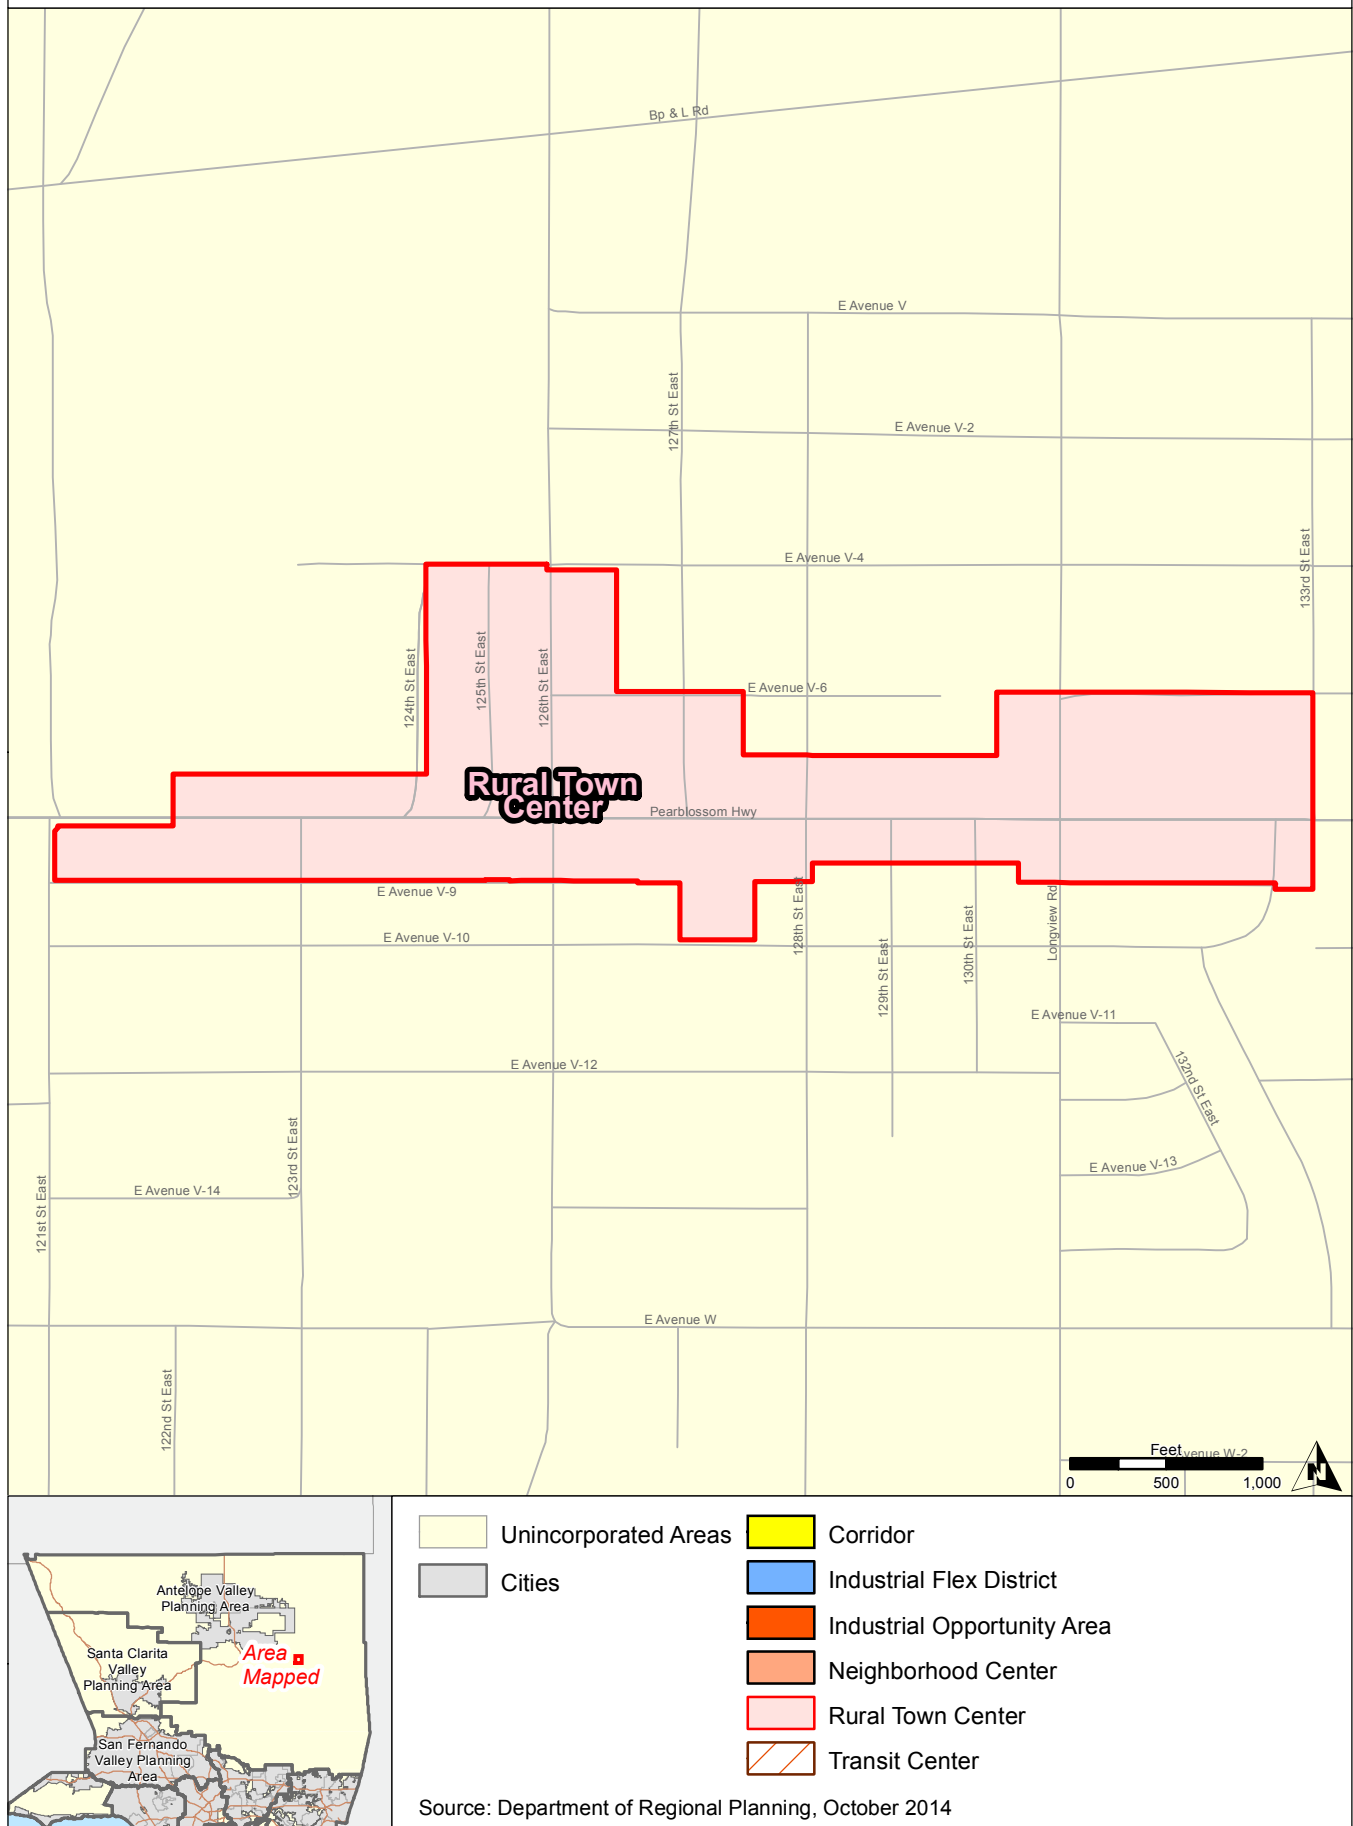 Bp & L Rd
E Avenue V
127th St East
E Avenue V-2
133rd St East
E Avenue V-4
124th St East
125th St East
126th St East
E Avenue V-6
Rural Town
Center
Pearblossom Hwy
E Avenue V-9
E Avenue V-10
128th St East
129th St East
130th St East
Longview Rd
E Avenue V-11
132nd St East
E Avenue V-12
E Avenue V-13
123rd St East
E Avenue V-14
121st St East
E Avenue W
122nd St East
Feet
venue W-2
0 500 1,000
N
Antelope Valley
Planning Area
Santa Clarita
Valley
Planning Area
Area
Mapped
San Fernando
Valley Planning
Area
Unincorporated Areas
Cities
Corridor
Industrial Flex District
Industrial Opportunity Area
Neighborhood Center
Rural Town Center
Transit Center
Source: Department of Regional Planning, October 2014